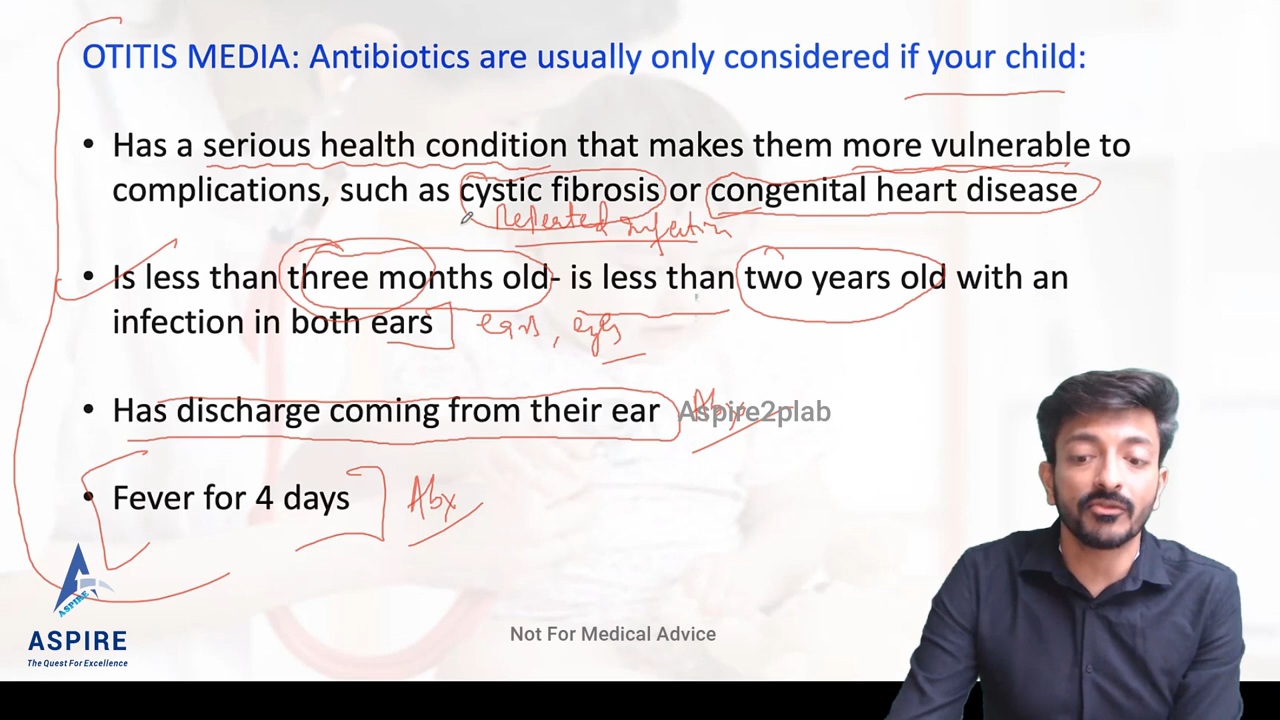 OTITIS MEDIA: Antibiotics are usually only considered if your child:
• Has a serious health condition that makes them more vulnerable to
complications, such as cystic fibrosis or congenital heart disease
Repeated infection
• Is less than three months old- is less than two years old with an
infection in both ears ears, eyes
• Has discharge coming from their ear Abx
Aspire2plab
• Fever for 4 days Abx
ASPIRE
ASPIRE
The Quest For Excellence
Not For Medical Advice